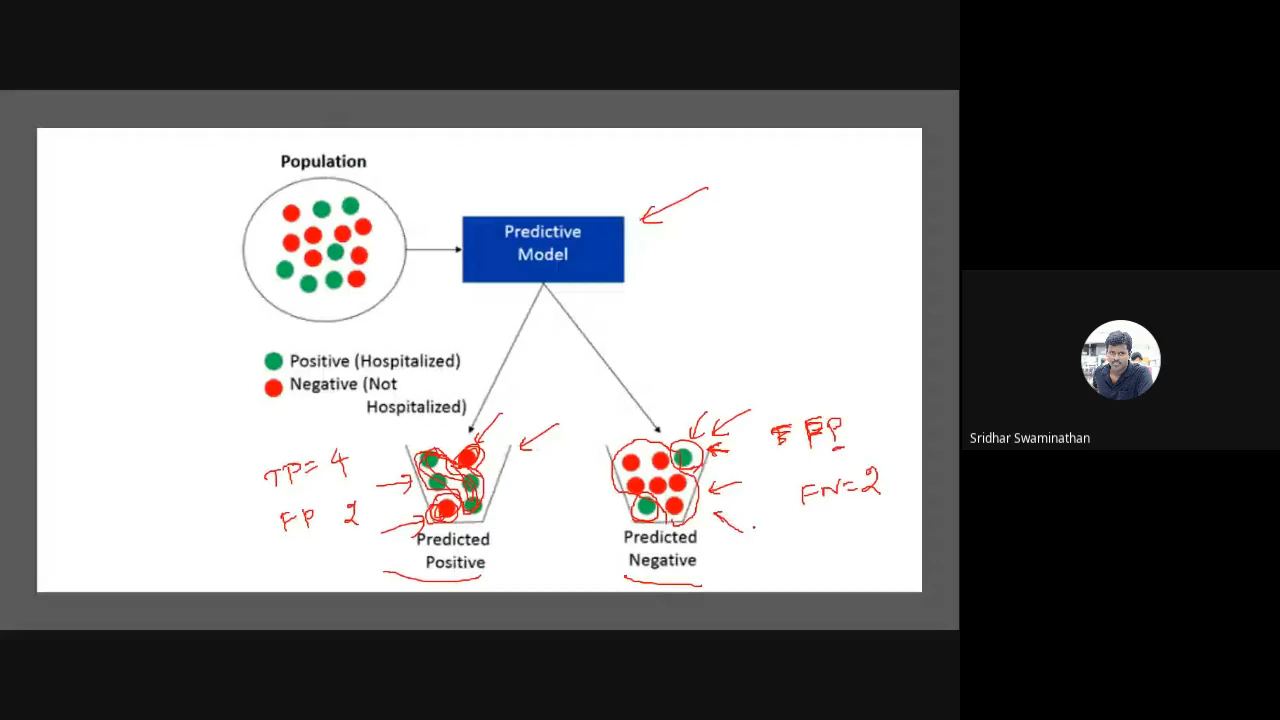 Population
Predictive
Model
Positive (Hospitalized)
Negative (Not
Hospitalized)
TP= 4
FP 2
FP
FN=2
Predicted
Positive
Predicted
Negative
Sridhar Swaminathan